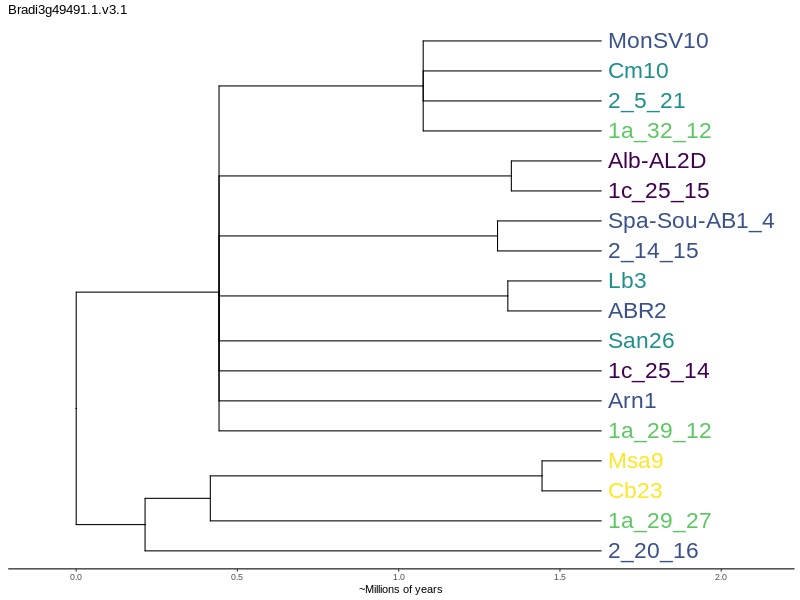 Bradi3g49491.1.v3.1
MonSV10
Cm10
2_5_21
1a_32_12
Alb-AL2D
1c_25_15
Spa-Sou-AB1_4
2_14_15
Lb3
ABR2
San26
1c_25_14
Arn1
1a_29_12
Msa9
Cb23
1a_29_27
2_20_16
0.0 0.5 1.0 1.5 2.0
~Millions of years